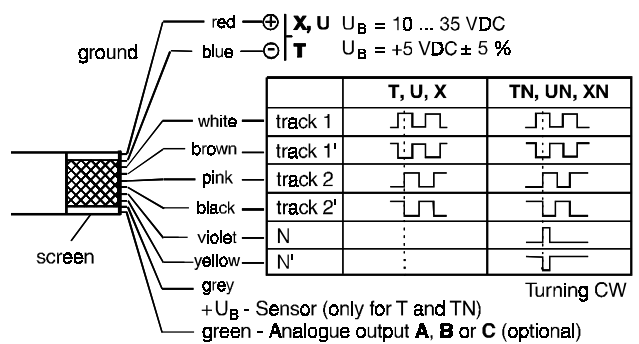 red ⊕ X, U U_B = 10 ... 35 VDC
ground
blue ⊖ T U_B = +5 VDC ± 5 %
T, U, X TN, UN, XN
white track 1
brown track 1'
pink track 2
black track 2'
violet N
yellow N'
screen
grey
Turning CW
+U_B - Sensor (only for T and TN)
green - Analogue output A, B or C (optional)